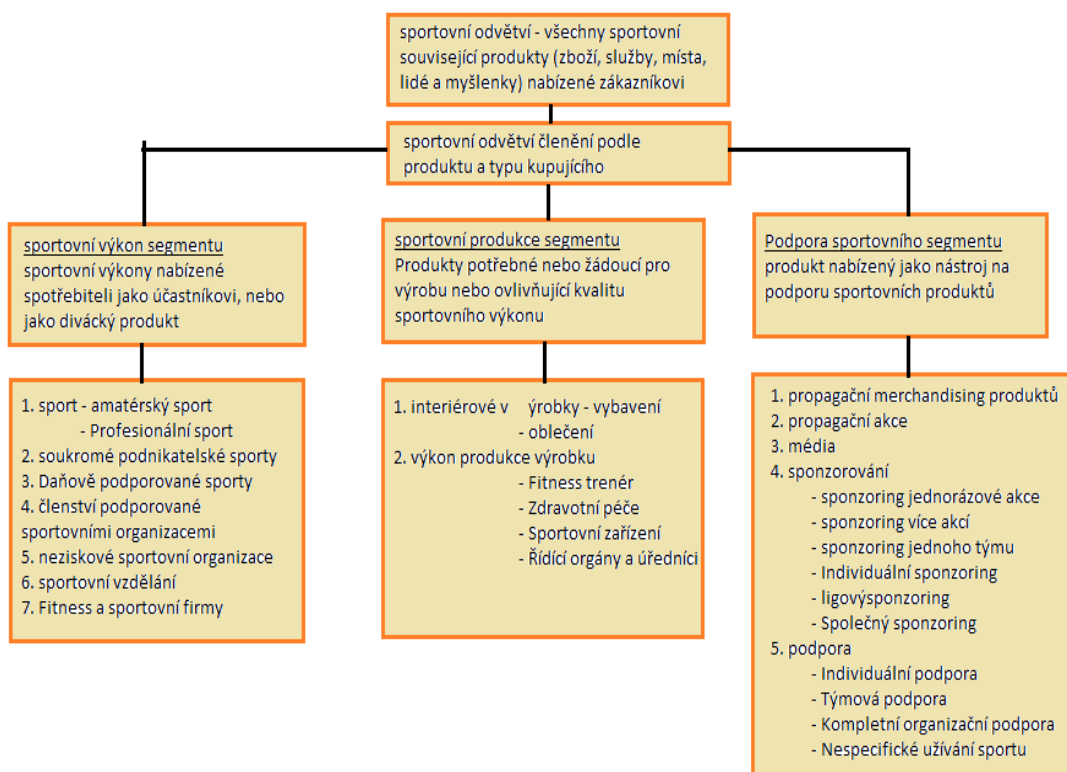 sportovní odvětví - všechny sportovní
související produkty (zboží, služby, místa,
lidé a myšlenky) nabízené zákazníkovi
sportovní odvětví členění podle
produktu a typu kupujícího
sportovní výkon segmentu
sportovní výkony nabízené
spotřebiteli jako účastníkovi, nebo
jako divácký produkt
sportovní produkce segmentu
Produkty potřebné nebo žádoucí pro
výrobu nebo ovlivňující kvalitu
sportovního výkonu
Podpora sportovního segmentu
produkt nabízený jako nástroj na
podporu sportovních produktů
1. sport - amatérský sport
- Profesionální sport
2. soukromé podnikatelské sporty
3. Daňově podporované sporty
4. členství podporované
sportovními organizacemi
5. neziskové sportovní organizace
6. sportovní vzdělání
7. Fitness a sportovní firmy
1. interiérové v ýrobky - vybavení
- oblečení
2. výkon produkce výrobku
- Fitness trenér
- Zdravotní péče
- Sportovní zařízení
- Řídící orgány a úředníci
1. propagační merchandising produktů
2. propagační akce
3. média
4. sponzorování
- sponzoring jednorázové akce
- sponzoring více akcí
- sponzoring jednoho týmu
- Individuální sponzoring
- ligovýsponzoring
- Společný sponzoring
5. podpora
- Individuální podpora
- Týmová podpora
- Kompletní organizační podpora
- Nespecifické užívání sportu